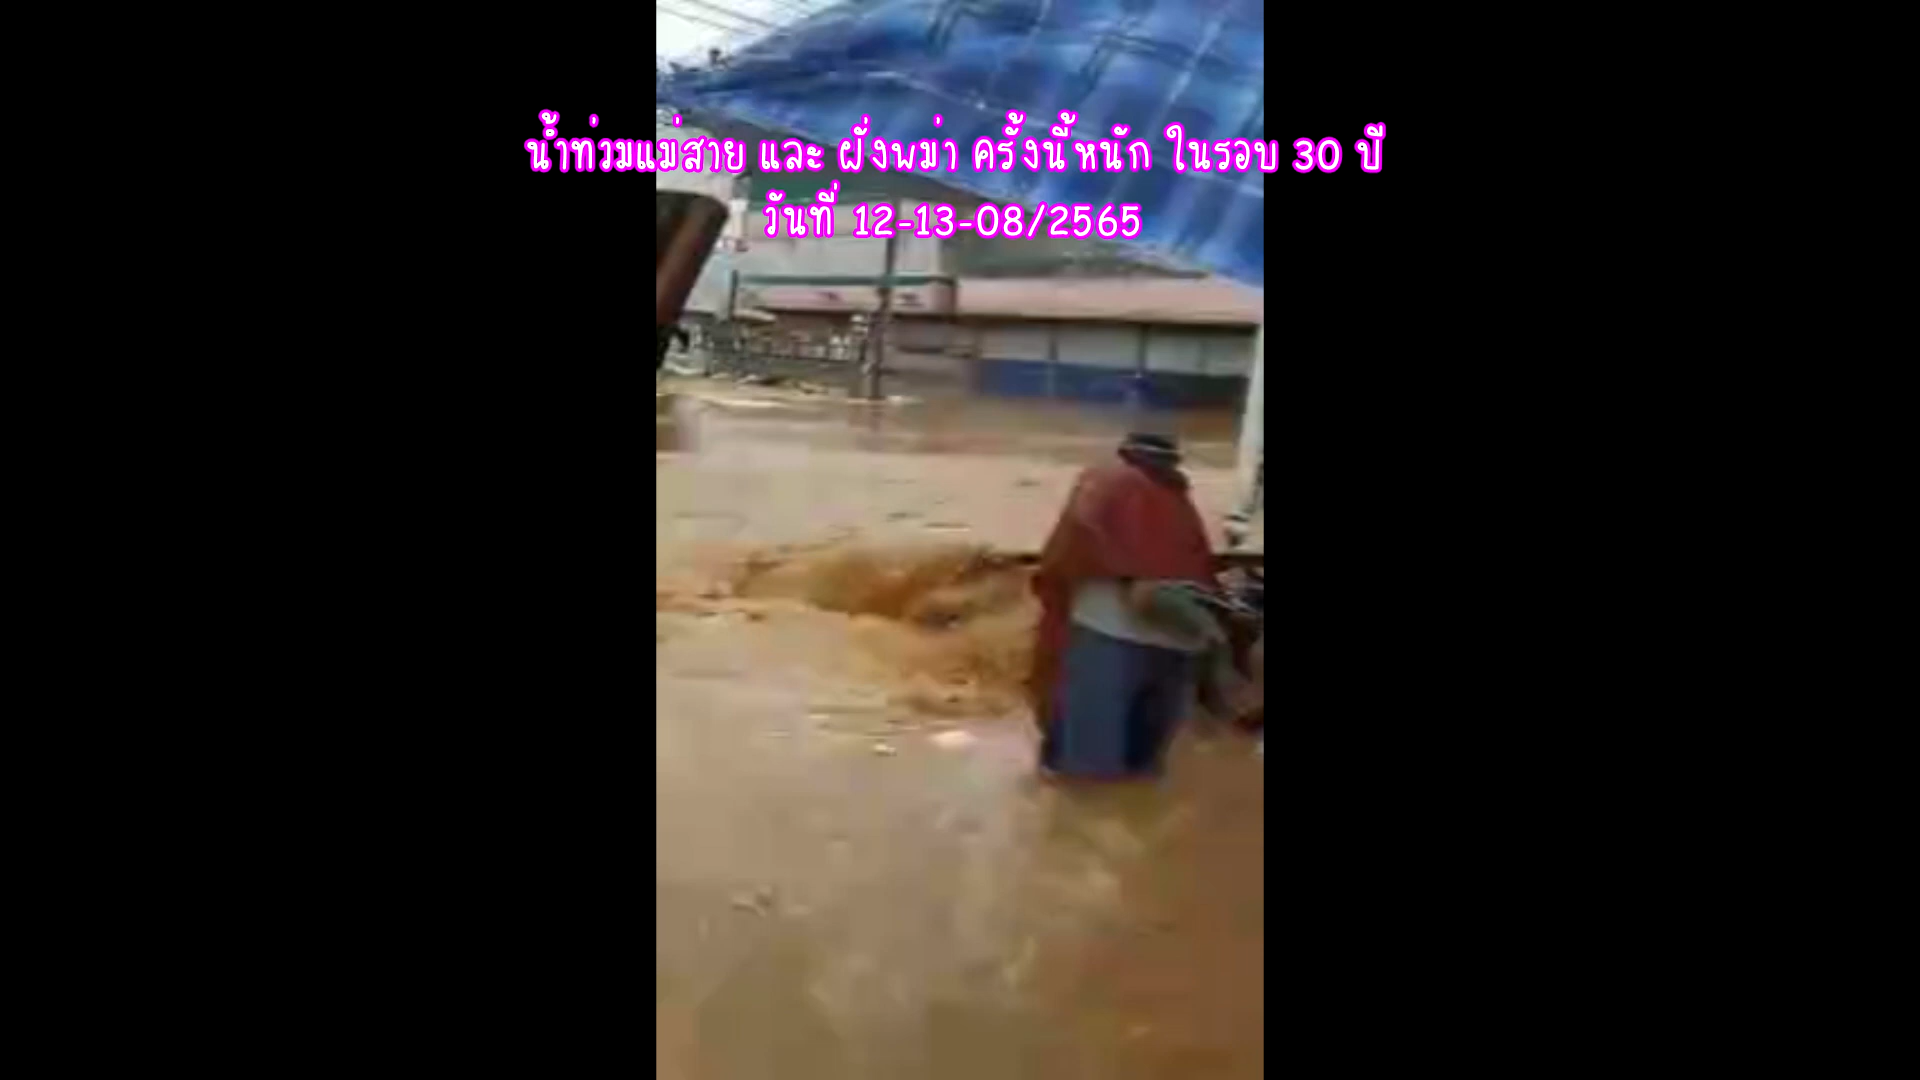 น้ำท่วมแม่สาย และ ฝั่งพม่า ครั้งนี้หนัก ในรอบ 30 ปี
วันที่ 12-13-08/2565